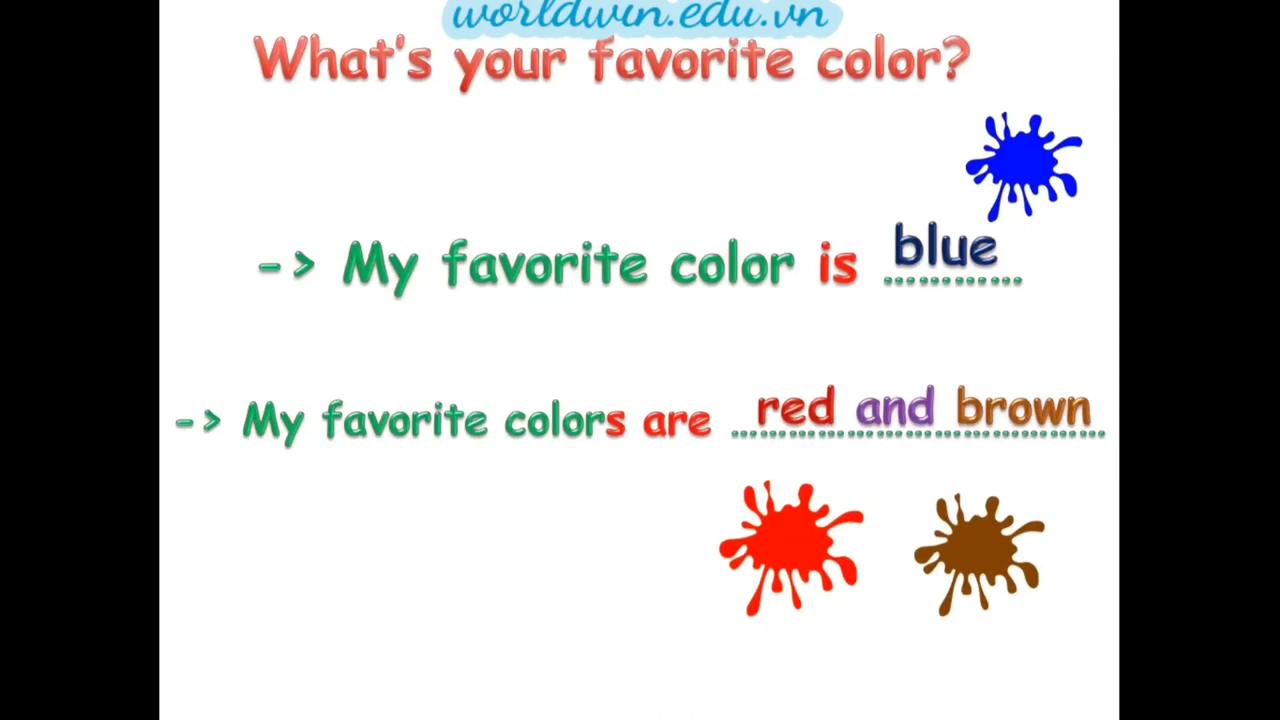 worldwin.edu.vn
What's your favorite color?
-> My favorite color is blue
-> My favorite colors are red and brown